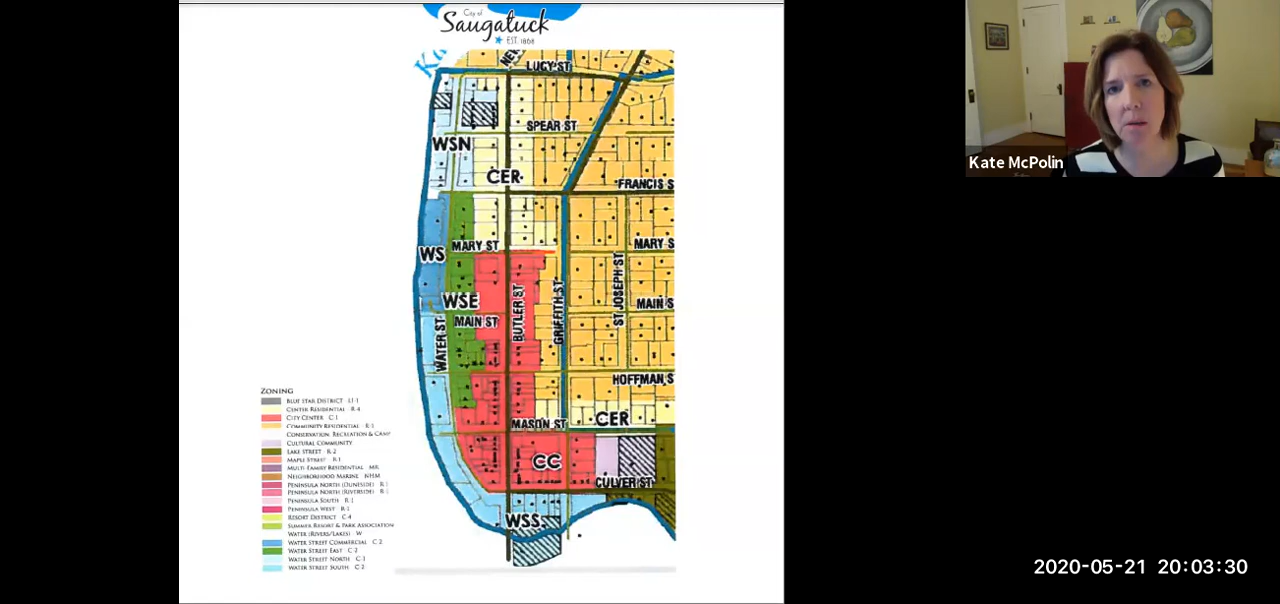 City of
Saugatuck
EST. 1868
LUCY ST
SPEAR ST
WSN
CER
FRANCIS S
WS
MARY ST
MARY S
WSE
BUTLER ST
GRIFFITH ST
ST JOSEPH ST
MAIN S
WATER ST
MAIN ST
HOFFMAN S
MASON ST
CER
CC
CULVER ST
WSS
ZONING
BLUE STAR DISTRICT LI-1
CENTER RESIDENTIAL R-4
CITY CENTER C-1
COMMUNITY RESIDENTIAL R-1
CONSERVATION, RECREATION & CAMP
CULTURAL COMMUNITY
LAKE STREET R-2
MAPLE STREET R-1
MULTI-FAMILY RESIDENTIAL MR
NEIGHBORHOOD MARINE NHM
PENINSULA NORTH (DUNESIDE) R-1
PENINSULA NORTH (RIVERSIDE) R-1
PENINSULA SOUTH R-1
PENINSULA WEST R-1
RESORT DISTRICT C-4
SUMMER RESORT & PARK ASSOCIATION
WATER (RIVERS/LAKES) W
WATER STREET COMMERCIAL C-2
WATER STREET EAST C-2
WATER STREET NORTH C-1
WATER STREET SOUTH C-2
Kate McPolin
2020-05-21 20:03:30